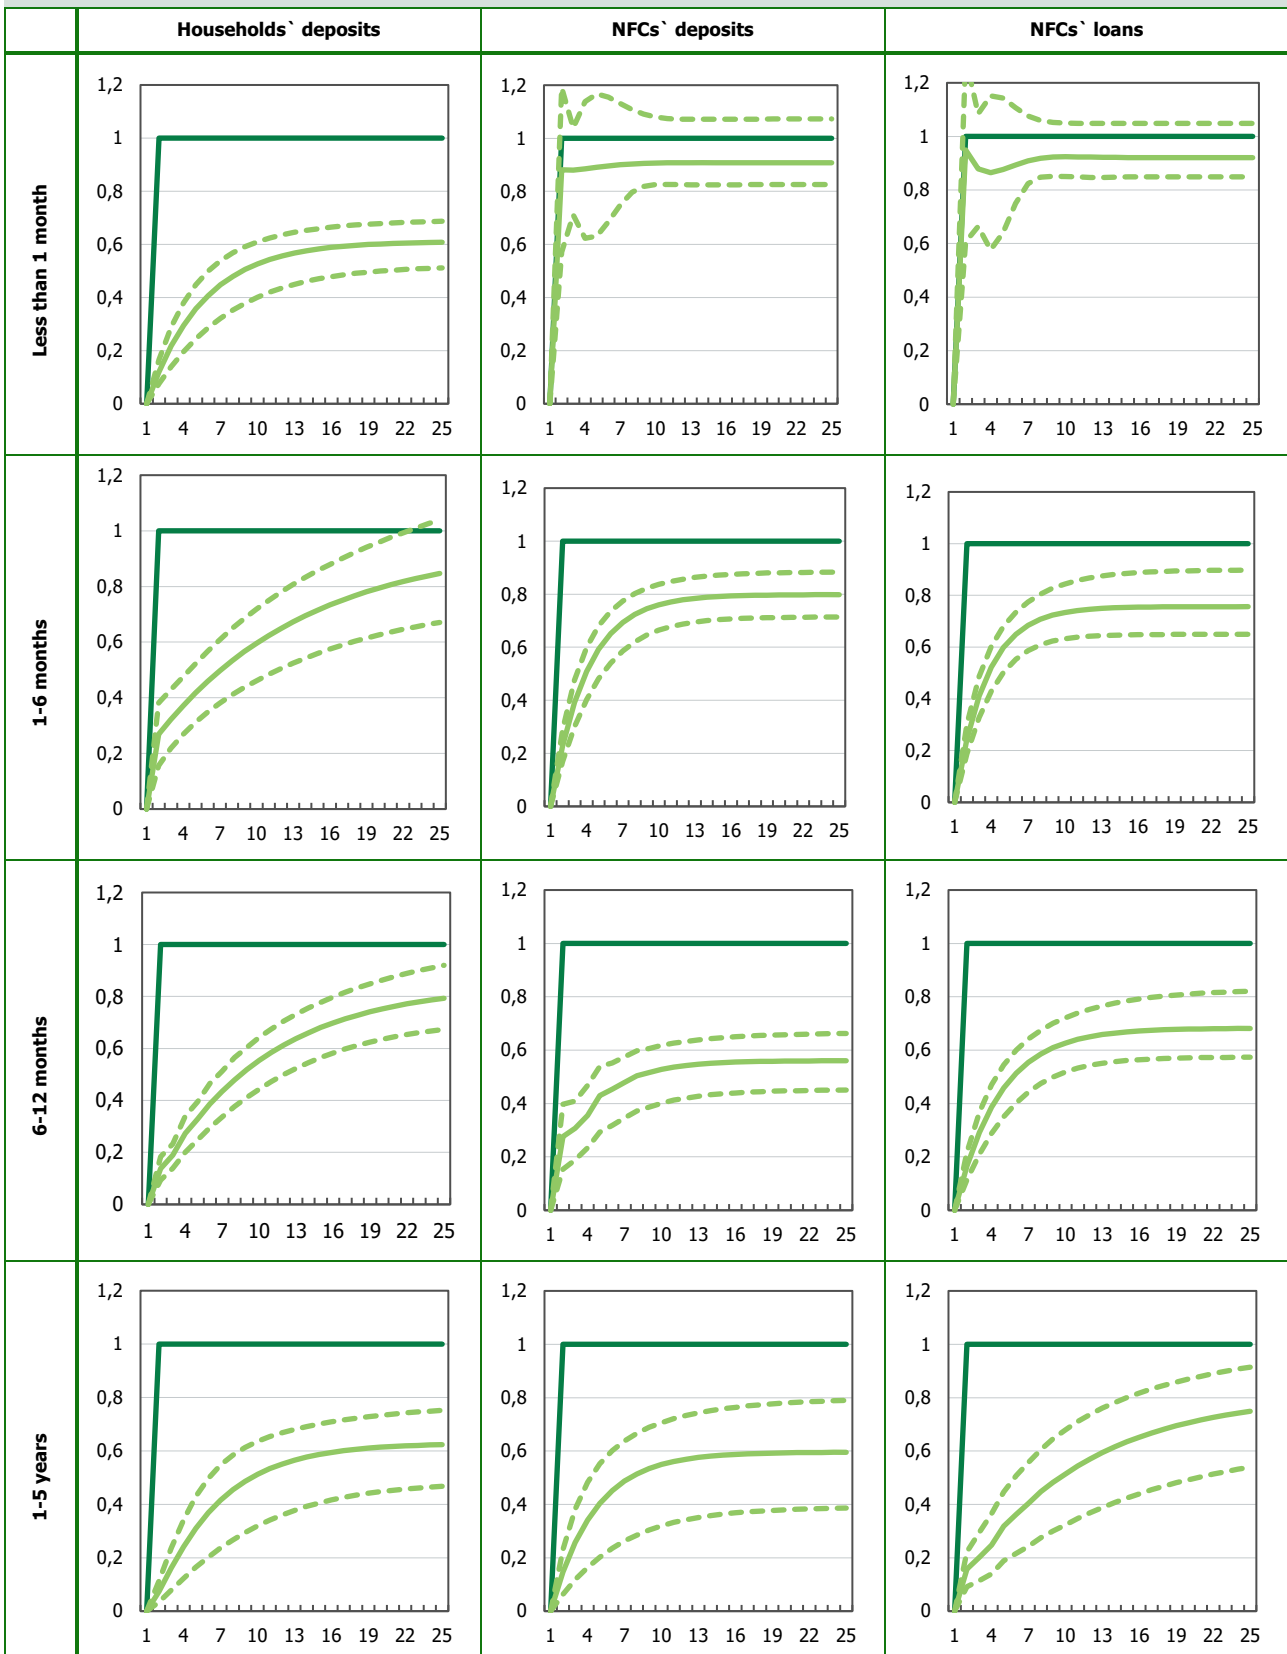 Households` deposits NFCs` deposits NFCs` loans
Less than 1 month
1,2 1,2 1,2
1 1 1
0,8 0,8 0,8
0,6 0,6 0,6
0,4 0,4 0,4
0,2 0,2 0,2
0 0 0
1 4 7 10 13 16 19 22 25 1 4 7 10 13 16 19 22 25 1 4 7 10 13 16 19 22 25
1-6 months
1,2 1,2 1,2
1 1 1
0,8 0,8 0,8
0,6 0,6 0,6
0,4 0,4 0,4
0,2 0,2 0,2
0 0 0
1 4 7 10 13 16 19 22 25 1 4 7 10 13 16 19 22 25 1 4 7 10 13 16 19 22 25
6-12 months
1,2 1,2 1,2
1 1 1
0,8 0,8 0,8
0,6 0,6 0,6
0,4 0,4 0,4
0,2 0,2 0,2
0 0 0
1 4 7 10 13 16 19 22 25 1 4 7 10 13 16 19 22 25 1 4 7 10 13 16 19 22 25
1-5 years
1,2 1,2 1,2
1 1 1
0,8 0,8 0,8
0,6 0,6 0,6
0,4 0,4 0,4
0,2 0,2 0,2
0 0 0
1 4 7 10 13 16 19 22 25 1 4 7 10 13 16 19 22 25 1 4 7 10 13 16 19 22 25